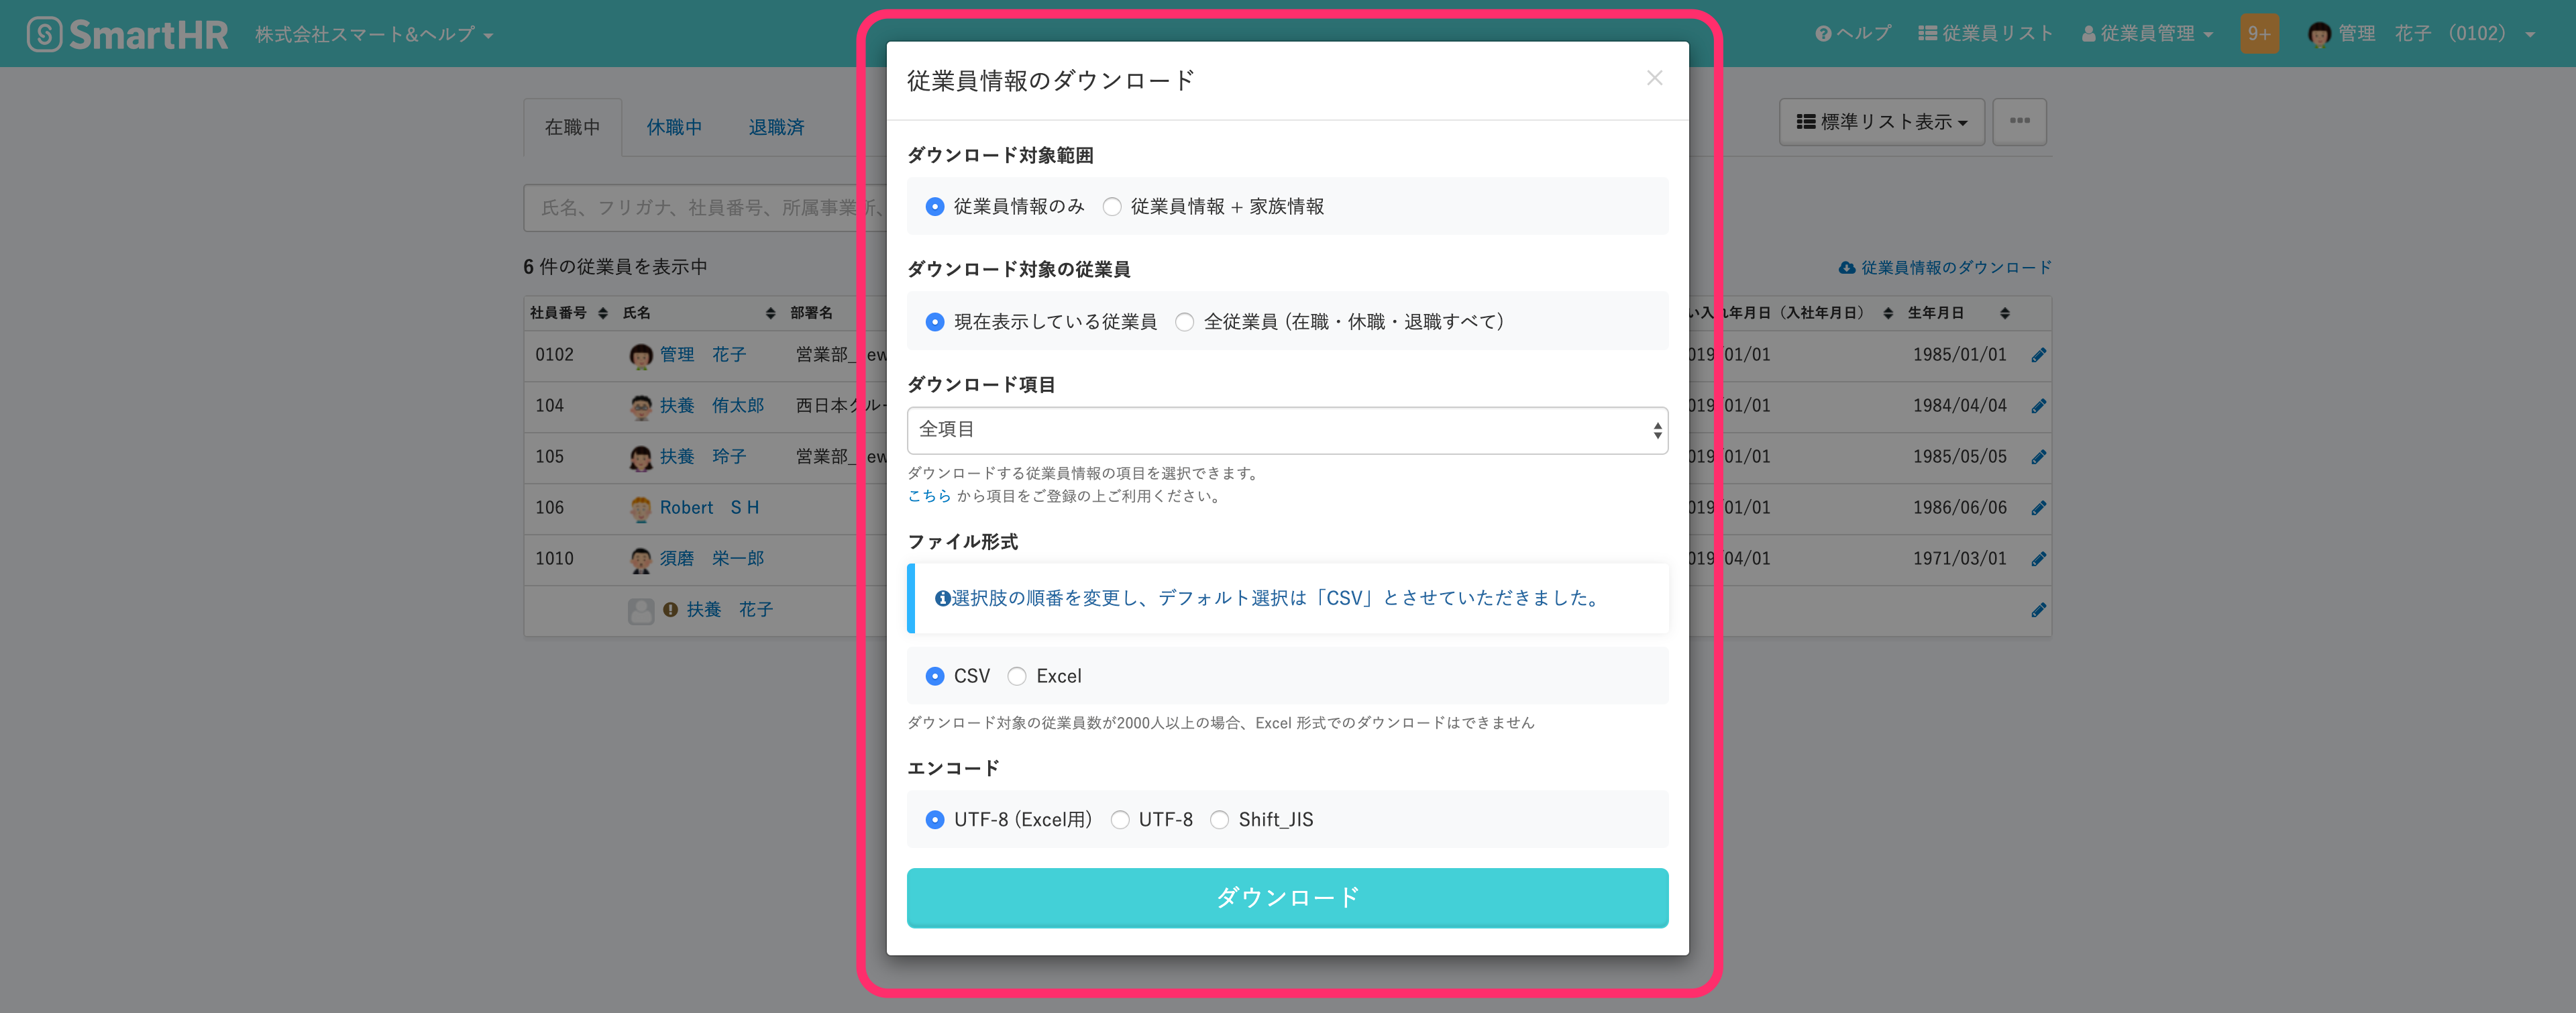 SmartHR 株式会社スマート&ヘルプ ヘルプ 従業員リスト 従業員管理 9+ 管理 花子 (0102)
在職中 休職中 退職済 標準リスト表示
氏名、フリガナ、社員番号、所属事業所、
6 件の従業員を表示中 従業員情報のダウンロード
社員番号 氏名 部署名 い入れ年月日（入社年月日） 生年月日
0102 管理 花子 営業部_ew 019/01/01 1985/01/01
104 扶養 侑太郎 西日本グルー 019/01/01 1984/04/04
105 扶養 玲子 営業部_ew 019/01/01 1985/05/05
106 Robert S H 019/01/01 1986/06/06
1010 須磨 栄一郎 019/04/01 1971/03/01
扶養 花子
従業員情報のダウンロード ×
ダウンロード対象範囲
従業員情報のみ 従業員情報 + 家族情報
ダウンロード対象の従業員
現在表示している従業員 全従業員 (在職・休職・退職すべて)
ダウンロード項目
全項目
ダウンロードする従業員情報の項目を選択できます。
こちら から項目をご登録の上ご利用ください。
ファイル形式
選択肢の順番を変更し、デフォルト選択は「CSV」とさせていただきました。
CSV Excel
ダウンロード対象の従業員数が2000人以上の場合、Excel 形式でのダウンロードはできません
エンコード
UTF-8 (Excel用) UTF-8 Shift_JIS
ダウンロード